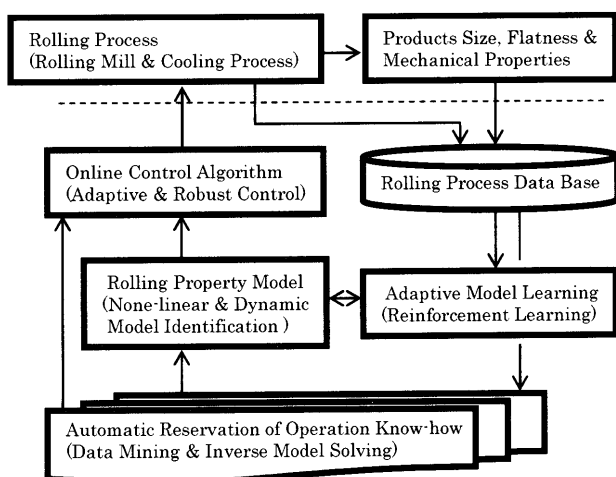 Rolling Process
(Rolling Mill & Cooling Process)
Products Size, Flatness &
Mechanical Properties
Online Control Algorithm
(Adaptive & Robust Control)
Rolling Process Data Base
Rolling Property Model
(None-linear & Dynamic
Model Identification )
Adaptive Model Learning
(Reinforcement Learning)
Automatic Reservation of Operation Know-how
(Data Mining & Inverse Model Solving)